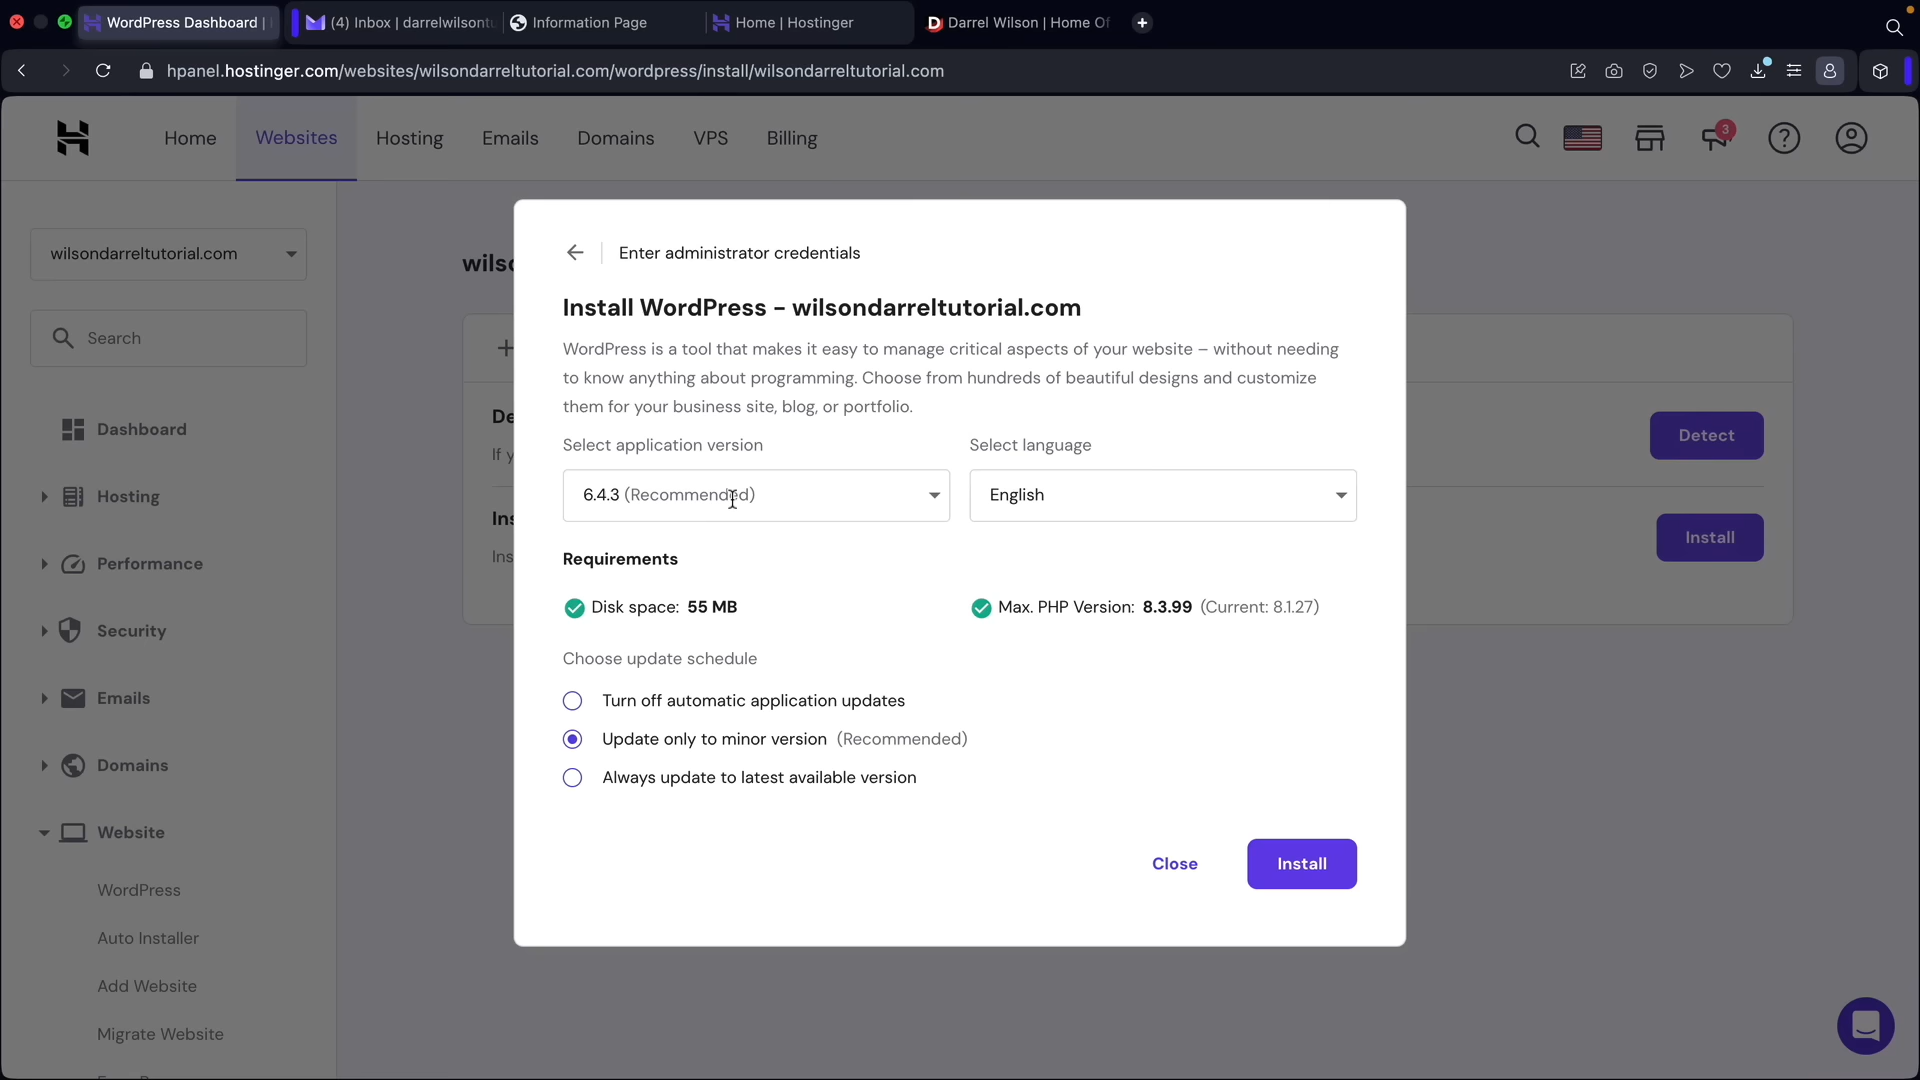 WordPress Dashboard |
(4) Inbox | darrelwilsontu
Information Page
Home | Hostinger
Darrel Wilson | Home Of
hpanel.hostinger.com/websites/wilsondarreltutorial.com/wordpress/install/wilsondarreltutorial.com
Home
Websites
Hosting
Emails
Domains
VPS
Billing
3
wilsondarreltutorial.com
Search
Dashboard
Hosting
Performance
Security
Emails
Domains
Website
WordPress
Auto Installer
Add Website
Migrate Website
wilso
De
If y
Detect
Ins
Ins
Install
Enter administrator credentials
Install WordPress – wilsondarreltutorial.com
WordPress is a tool that makes it easy to manage critical aspects of your website – without needing
to know anything about programming. Choose from hundreds of beautiful designs and customize
them for your business site, blog, or portfolio.
Select application version
Select language
6.4.3 (Recommended)
English
Requirements
Disk space: 55 MB
Max. PHP Version: 8.3.99 (Current: 8.1.27)
Choose update schedule
Turn off automatic application updates
Update only to minor version (Recommended)
Always update to latest available version
Close
Install